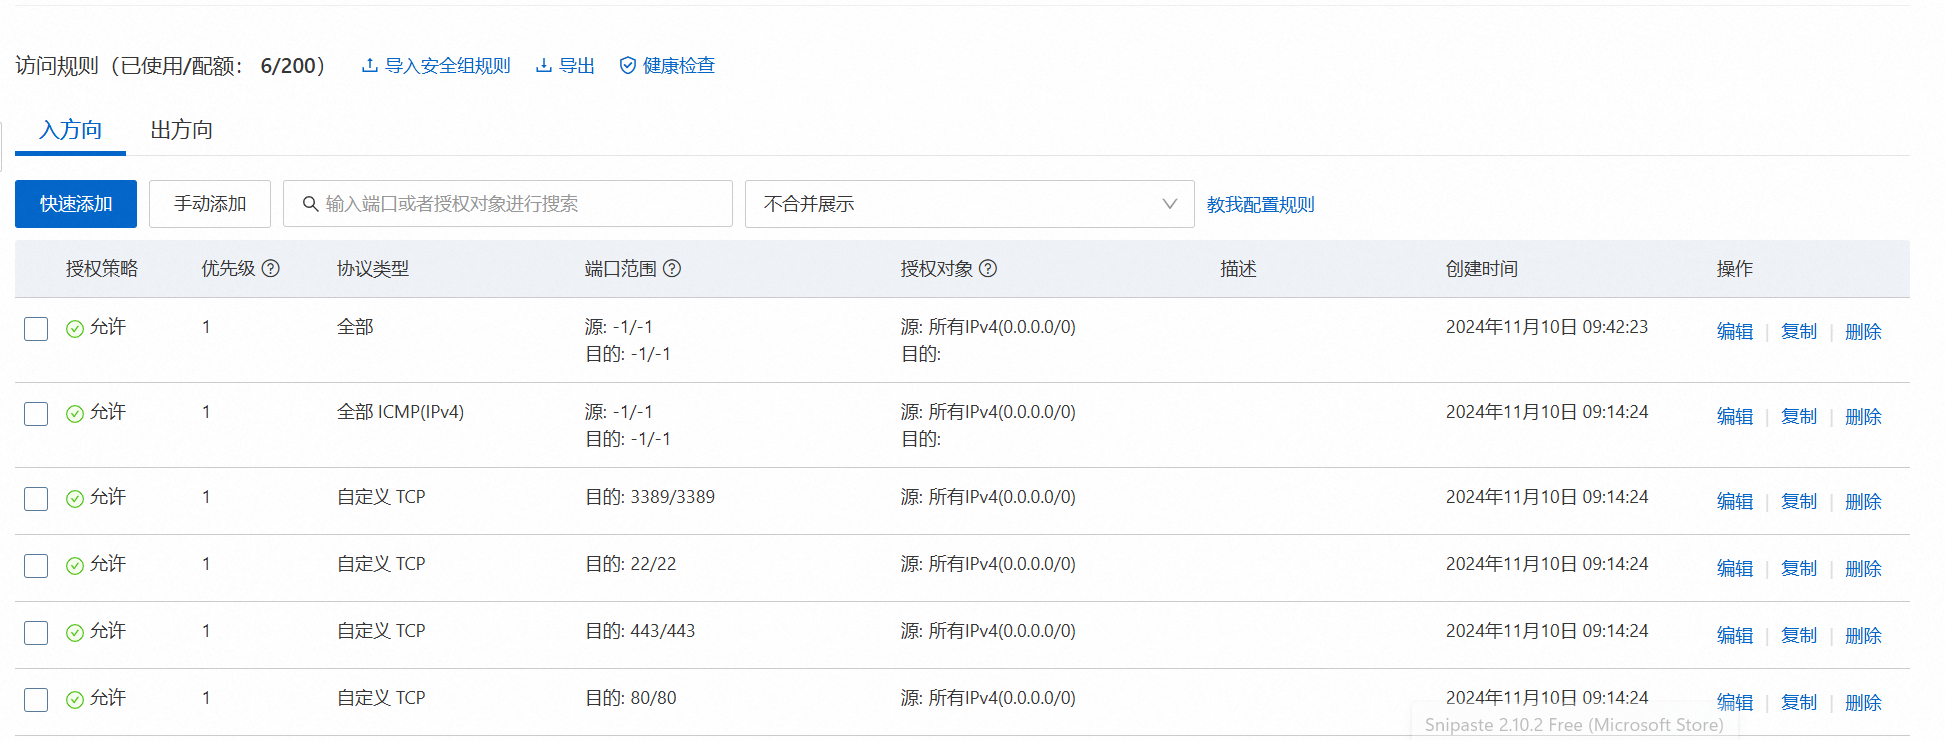 访问规则（已使用/配额： 6/200） 导入安全组规则 导出 健康检查
入方向 出方向
快速添加 手动添加 输入端口或者授权对象进行搜索 不合并展示 教我配置规则
授权策略 优先级 协议类型 端口范围 授权对象 描述 创建时间 操作
允许 1 全部 源: -1/-1 源: 所有IPv4(0.0.0.0/0) 2024年11月10日 09:42:23 编辑 | 复制 | 删除
目的: -1/-1 目的:
允许 1 全部 ICMP(IPv4) 源: -1/-1 源: 所有IPv4(0.0.0.0/0) 2024年11月10日 09:14:24 编辑 | 复制 | 删除
目的: -1/-1 目的:
允许 1 自定义 TCP 目的: 3389/3389 源: 所有IPv4(0.0.0.0/0) 2024年11月10日 09:14:24 编辑 | 复制 | 删除
允许 1 自定义 TCP 目的: 22/22 源: 所有IPv4(0.0.0.0/0) 2024年11月10日 09:14:24 编辑 | 复制 | 删除
允许 1 自定义 TCP 目的: 443/443 源: 所有IPv4(0.0.0.0/0) 2024年11月10日 09:14:24 编辑 | 复制 | 删除
允许 1 自定义 TCP 目的: 80/80 源: 所有IPv4(0.0.0.0/0) 2024年11月10日 09:14:24 编辑 | 复制 | 删除
Snipaste 2.10.2 Free (Microsoft Store)